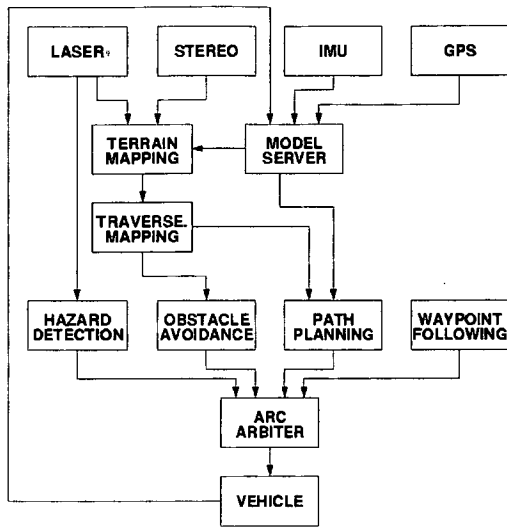 LASER
STEREO
IMU
GPS
TERRAIN
MAPPING
MODEL
SERVER
TRAVERSE.
MAPPING
HAZARD
DETECTION
OBSTACLE
AVOIDANCE
PATH
PLANNING
WAYPOINT
FOLLOWING
ARC
ARBITER
VEHICLE